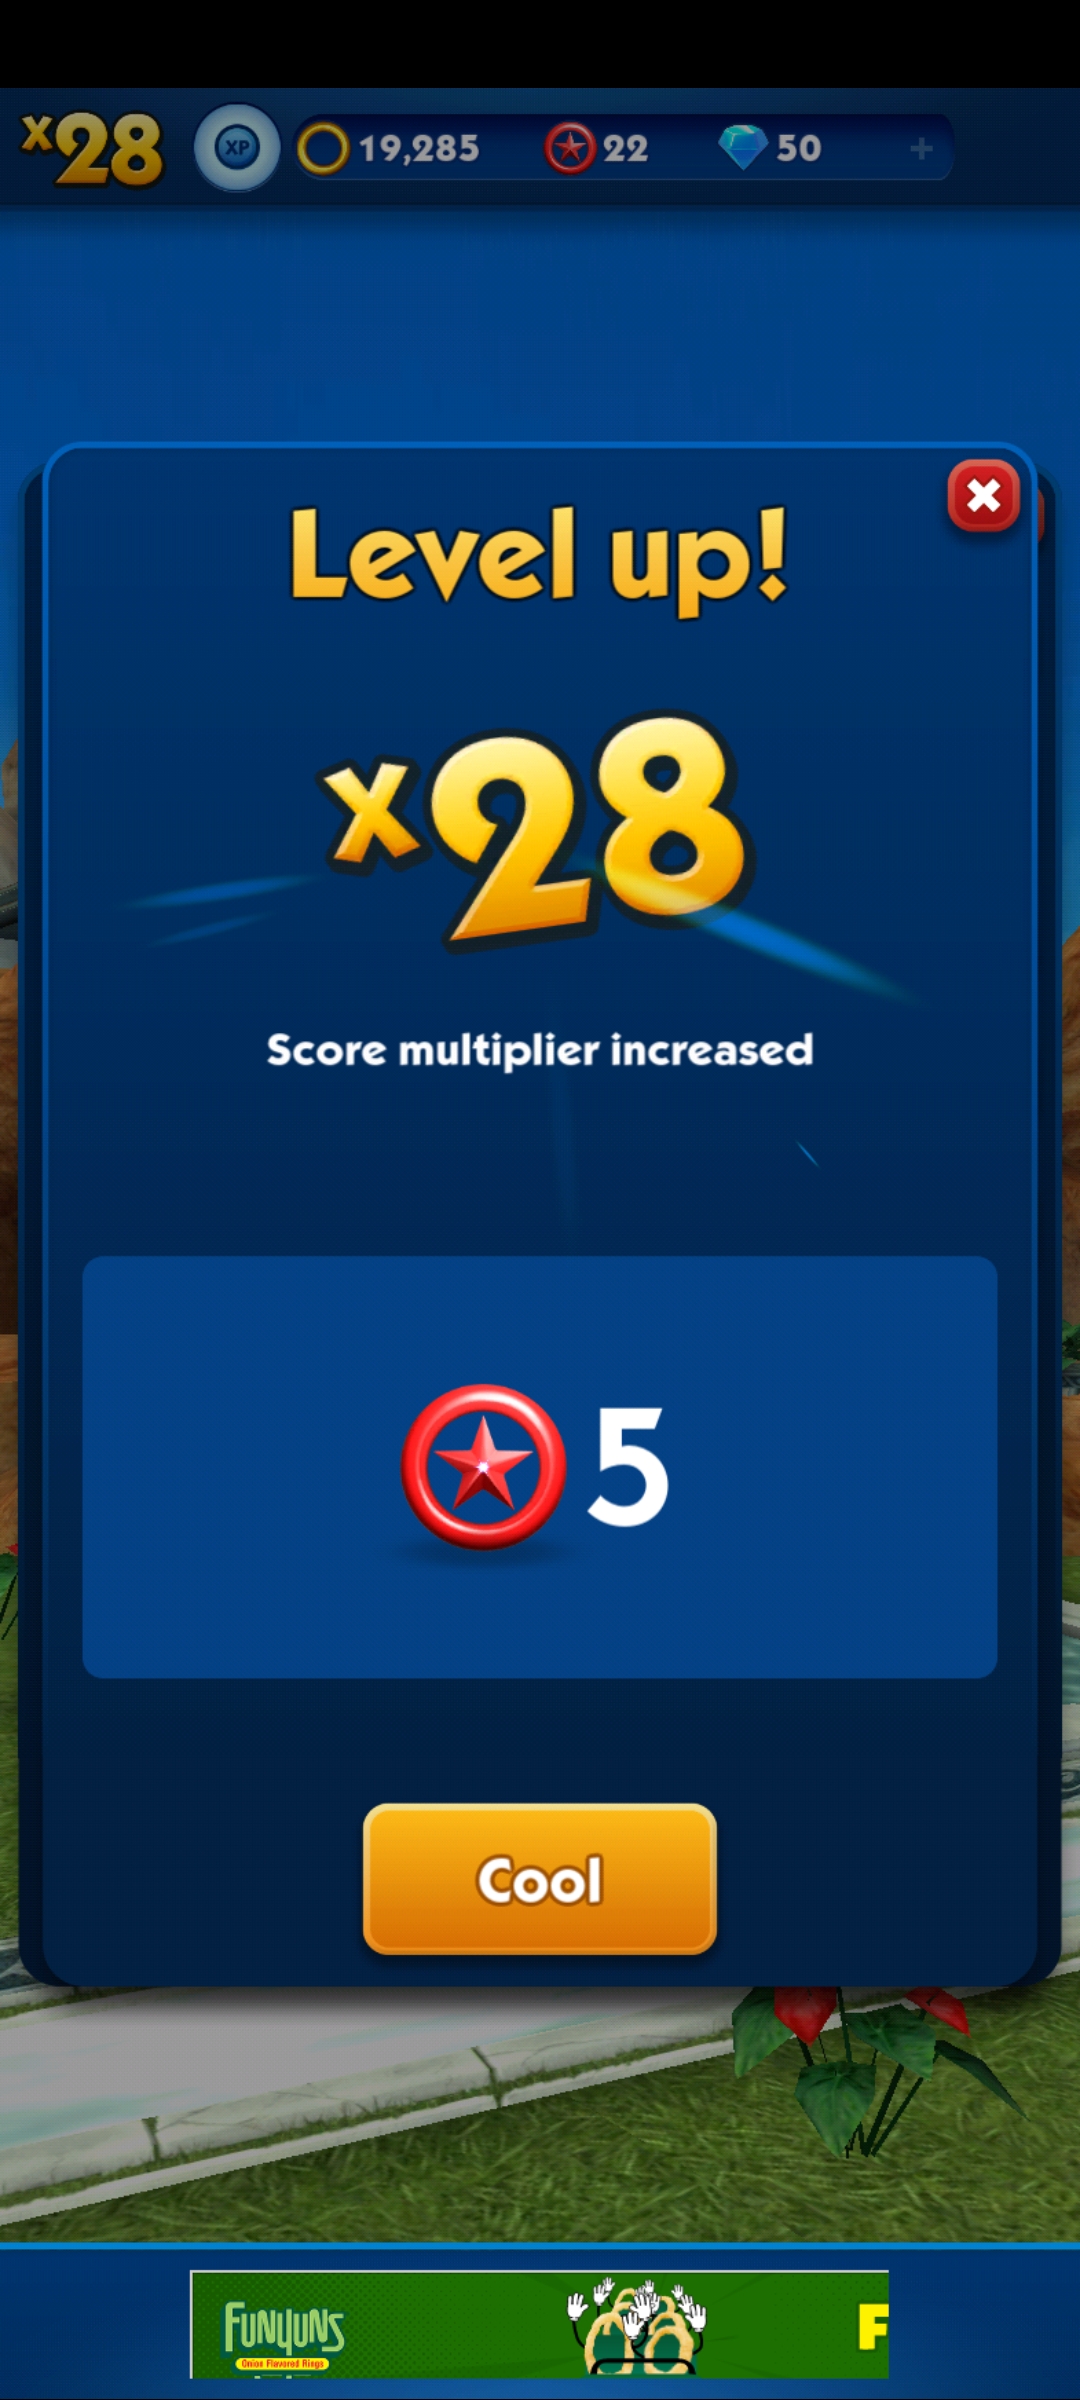 x28 XP 19,285 22 50 +
Level up!
x28
Score multiplier increased
5
Cool
FUNYUNS
Onion Flavored Rings
F